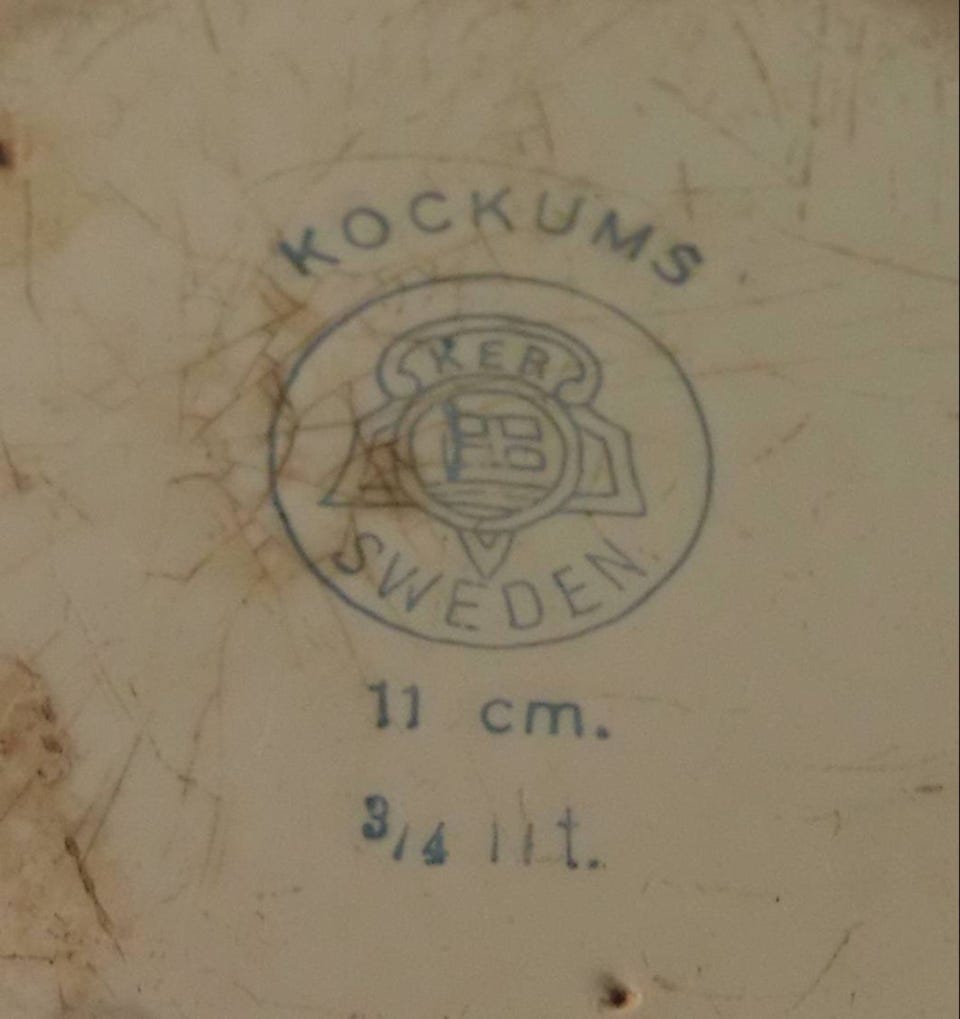 KOCKUMS
KER
SWEDEN
11 cm.
3/4 lit.